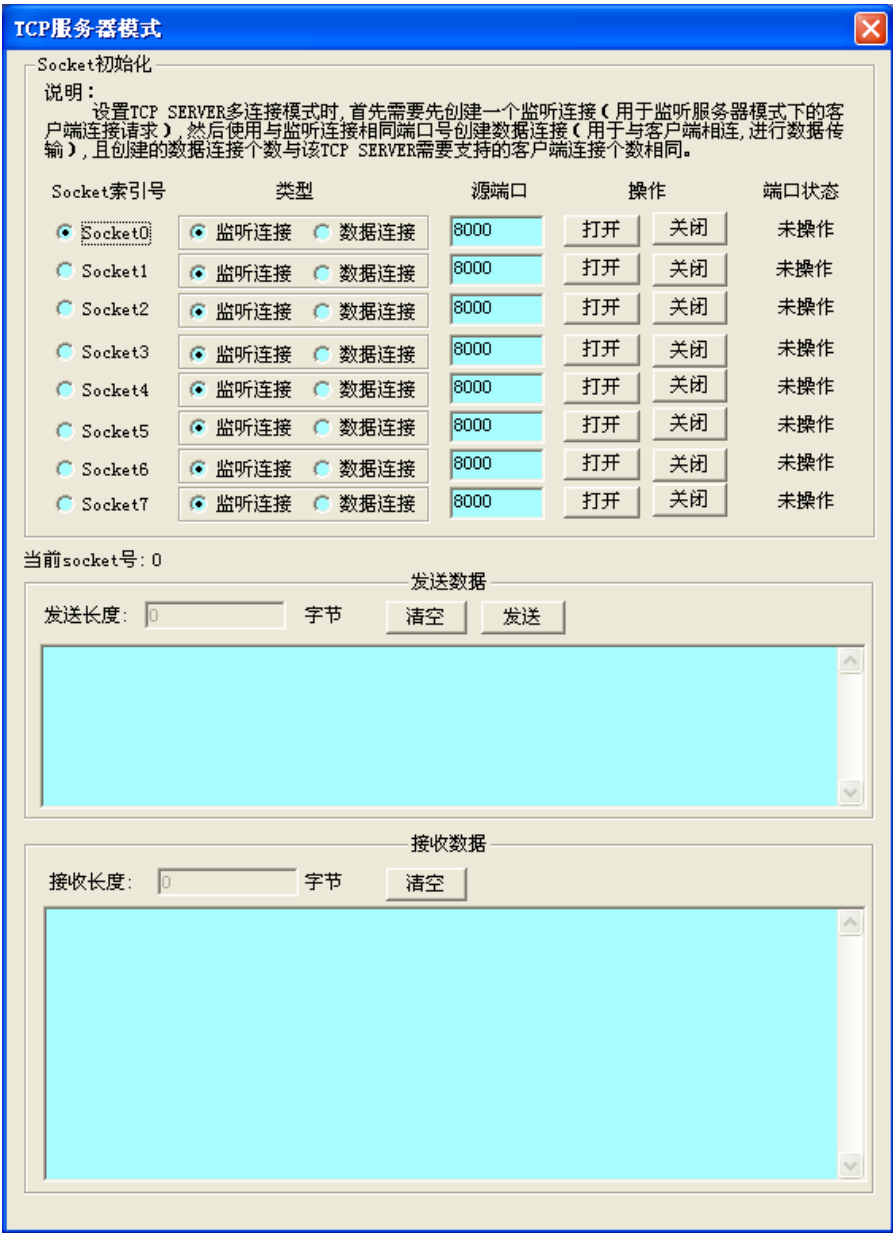 TCP服务器模式
Socket初始化
说明：
设置TCP SERVER多连接模式时,首先需要先创建一个监听连接(用于监听服务器模式下的客
户端连接请求),然后使用与监听连接相同端口号创建数据连接(用于与客户端相连,进行数据传
输),且创建的数据连接个数与该TCP SERVER需要支持的客户端连接个数相同。
Socket索引号 类型 源端口 操作 端口状态
Socket0 监听连接 数据连接 8000 打开 关闭 未操作
Socket1 监听连接 数据连接 8000 打开 关闭 未操作
Socket2 监听连接 数据连接 8000 打开 关闭 未操作
Socket3 监听连接 数据连接 8000 打开 关闭 未操作
Socket4 监听连接 数据连接 8000 打开 关闭 未操作
Socket5 监听连接 数据连接 8000 打开 关闭 未操作
Socket6 监听连接 数据连接 8000 打开 关闭 未操作
Socket7 监听连接 数据连接 8000 打开 关闭 未操作
当前socket号:0
发送数据
发送长度: 0 字节 清空 发送
接收数据
接收长度: 0 字节 清空